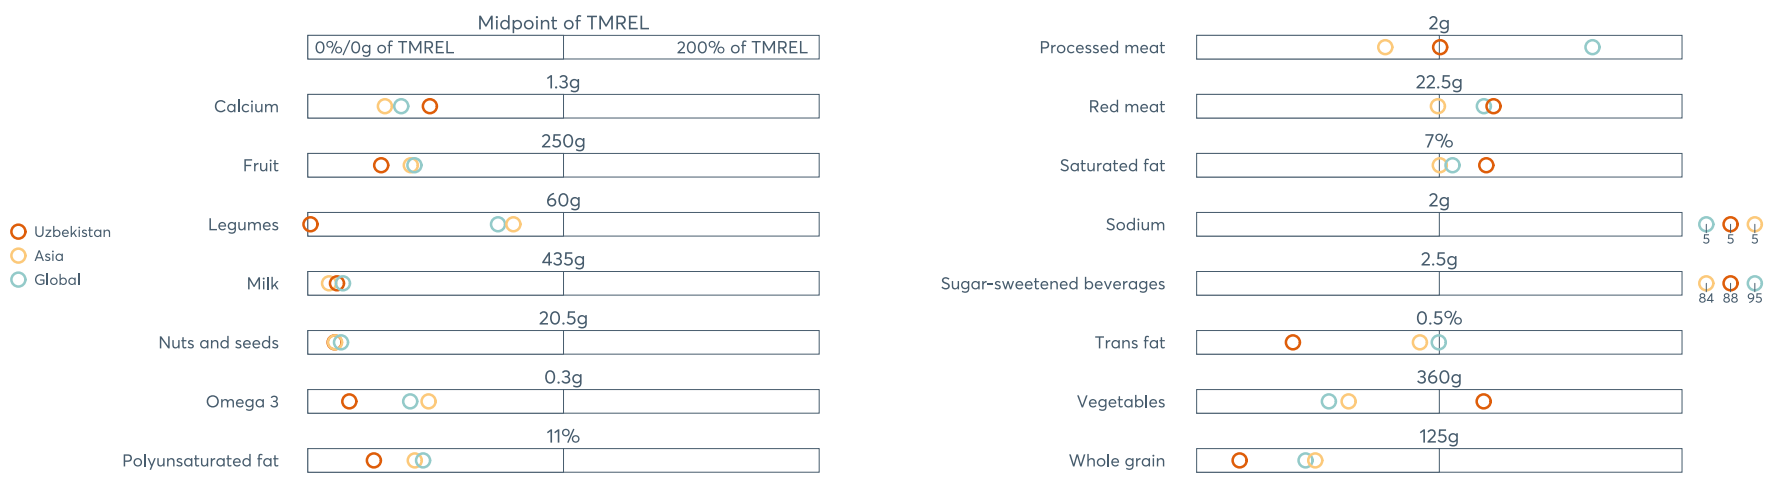 Uzbekistan
Asia
Global
Midpoint of TMREL
0%/0g of TMREL
200% of TMREL
1.3g
Calcium
250g
Fruit
60g
Legumes
435g
Milk
20.5g
Nuts and seeds
0.3g
Omega 3
11%
Polyunsaturated fat
2g
Processed meat
22.5g
Red meat
7%
Saturated fat
2g
Sodium
5 5 5
2.5g
Sugar-sweetened beverages
84 88 95
0.5%
Trans fat
360g
Vegetables
125g
Whole grain